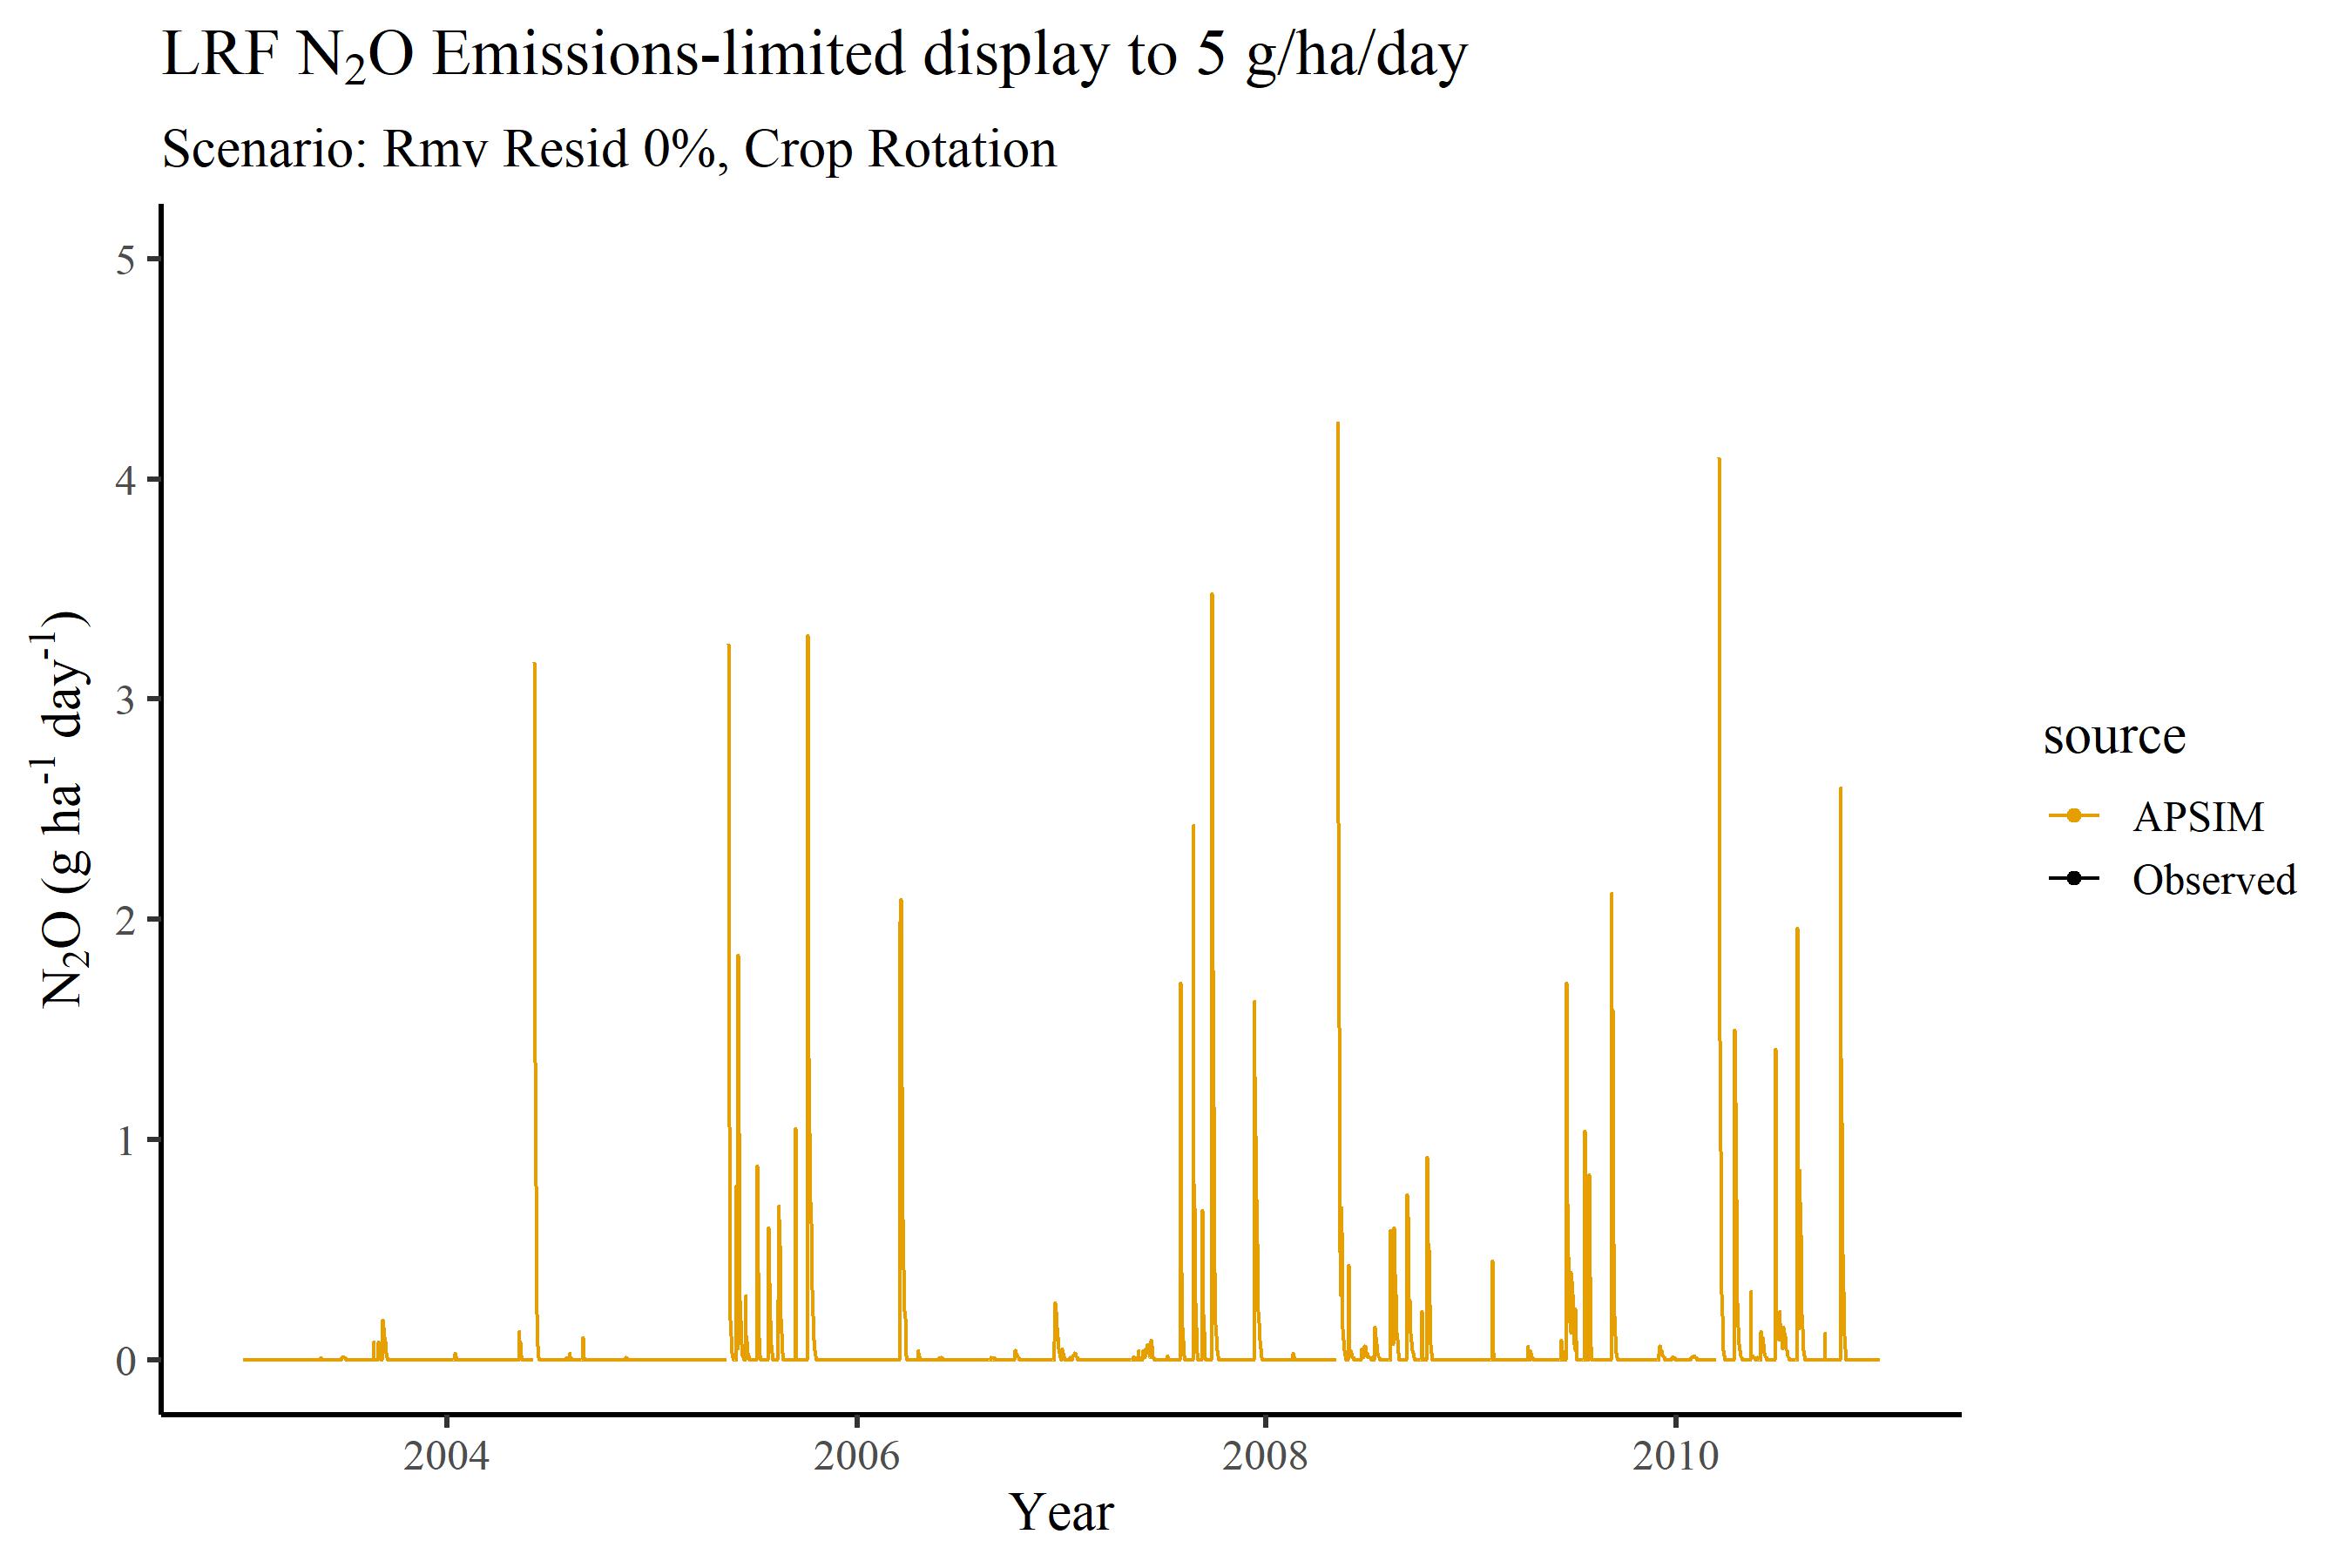 LRF N₂O Emissions-limited display to 5 g/ha/day
Scenario: Rmv Resid 0%, Crop Rotation
N₂O (g ha⁻¹ day⁻¹)
5
4
3
2
1
0
2004 2006 2008 2010
Year
source
APSIM
Observed